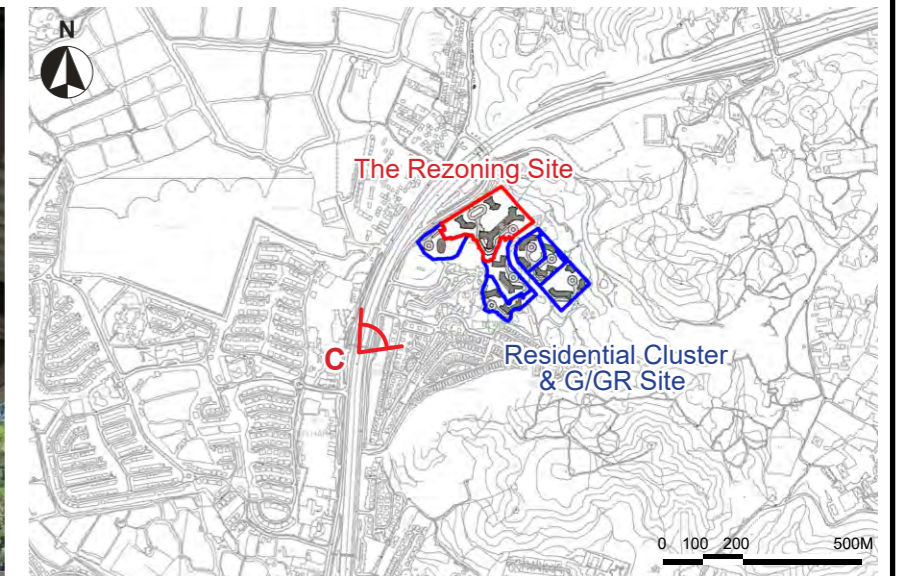 N
The Rezoning Site
C
Residential Cluster
& G/GR Site
0 100 200 500M